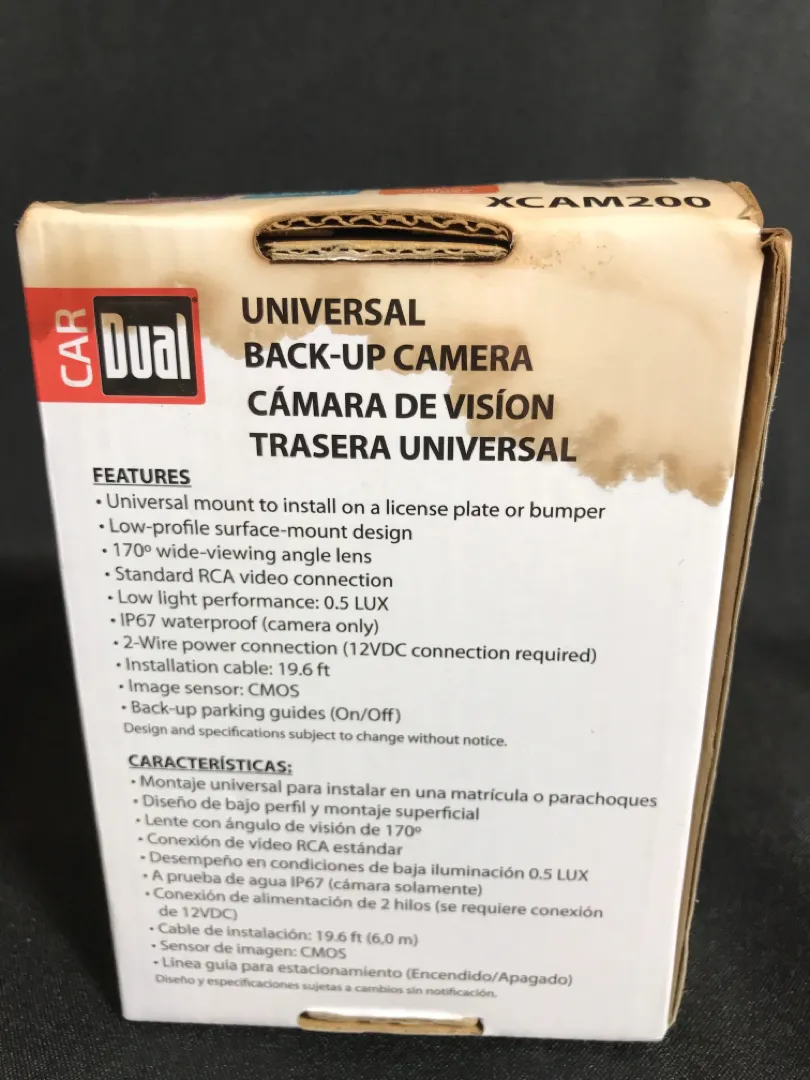 XCAM200
CAR
Dual
UNIVERSAL
BACK-UP CAMERA
CÁMARA DE VISÍON
TRASERA UNIVERSAL
FEATURES
• Universal mount to install on a license plate or bumper
• Low-profile surface-mount design
• 170º wide-viewing angle lens
• Standard RCA video connection
• Low light performance: 0.5 LUX
• IP67 waterproof (camera only)
• 2-Wire power connection (12VDC connection required)
• Installation cable: 19.6 ft
• Image sensor: CMOS
• Back-up parking guides (On/Off)
Design and specifications subject to change without notice.
CARACTERÍSTICAS:
• Montaje universal para instalar en una matrícula o parachoques
• Diseño de bajo perfil y montaje superficial
• Lente con ángulo de visión de 170º
• Conexión de vídeo RCA estándar
• Desempeño en condiciones de baja iluminación 0.5 LUX
• A prueba de agua IP67 (cámara solamente)
• Conexión de alimentación de 2 hilos (se requiere conexión
de 12VDC)
• Cable de instalación: 19.6 ft (6,0 m)
• Sensor de imagen: CMOS
• Línea guía para estacionamiento (Encendido/Apagado)
Diseño y especificaciones sujetas a cambios sin notificación.